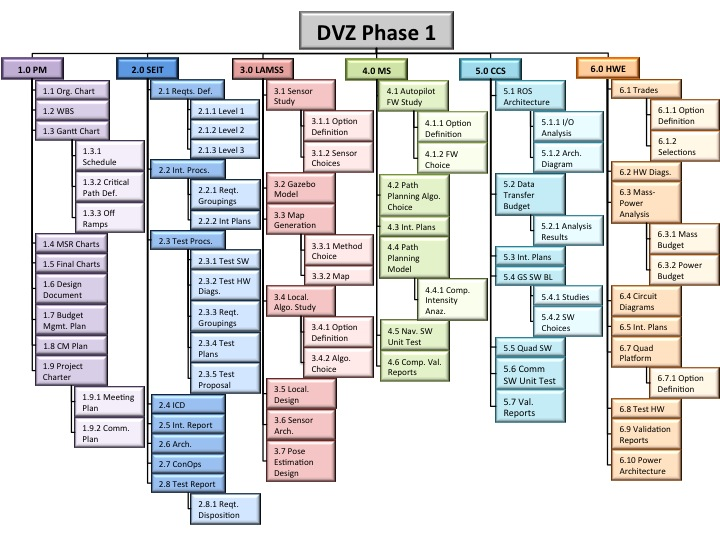 DVZ Phase 1
1.0 PM
1.1 Org. Chart
1.2 WBS
1.3 Gantt Chart
1.3.1
Schedule
1.3.2 Critical
Path Def.
1.3.3 Off
Ramps
1.4 MSR Charts
1.5 Final Charts
1.6 Design
Document
1.7 Budget
Mgmt. Plan
1.8 CM Plan
1.9 Project
Charter
1.9.1 Meeting
Plan
1.9.2 Comm.
Plan
2.0 SEIT
2.1 Reqts. Def.
2.1.1 Level 1
2.1.2 Level 2
2.1.3 Level 3
2.2 Int. Procs.
2.2.1 Reqt.
Groupings
2.2.2 Int Plans
2.3 Test Procs.
2.3.1 Test SW
2.3.2 Test HW
Diags.
2.3.3 Reqt.
Groupings
2.3.4 Test
Plans
2.3.5 Test
Proposal
2.4 ICD
2.5 Int. Report
2.6 Arch.
2.7 ConOps
2.8 Test Report
2.8.1 Reqt.
Disposition
3.0 LAMSS
3.1 Sensor
Study
3.1.1 Option
Definition
3.1.2 Sensor
Choices
3.2 Gazebo
Model
3.3 Map
Generation
3.3.1 Method
Choice
3.3.2 Map
3.4 Local.
Algo. Study
3.4.1 Option
Definition
3.4.2 Algo.
Choice
3.5 Local.
Design
3.6 Sensor
Arch.
3.7 Pose
Estimation
Design
4.0 MS
4.1 Autopilot
FW Study
4.1.1 Option
Definition
4.1.2 FW
Choice
4.2 Path
Planning Algo.
Choice
4.3 Int. Plans
4.4 Path
Planning
Model
4.4.1 Comp.
Intensity
Anaz.
4.5 Nav. SW
Unit Test
4.6 Comp. Val.
Reports
5.0 CCS
5.1 ROS
Architecture
5.1.1 I/O
Analysis
5.1.2 Arch.
Diagram
5.2 Data
Transfer
Budget
5.2.1 Analysis
Results
5.3 Int. Plans
5.4 GS SW BL
5.4.1 Studies
5.4.2 SW
Choices
5.5 Quad SW
5.6 Comm
SW Unit Test
5.7 Val.
Reports
6.0 HWE
6.1 Trades
6.1.1 Option
Definition
6.1.2
Selections
6.2 HW Diags.
6.3 Mass-
Power
Analysis
6.3.1 Mass
Budget
6.3.2 Power
Budget
6.4 Circuit
Diagrams
6.5 Int. Plans
6.7 Quad
Platform
6.7.1 Option
Definition
6.8 Test HW
6.9 Validation
Reports
6.10 Power
Architecture